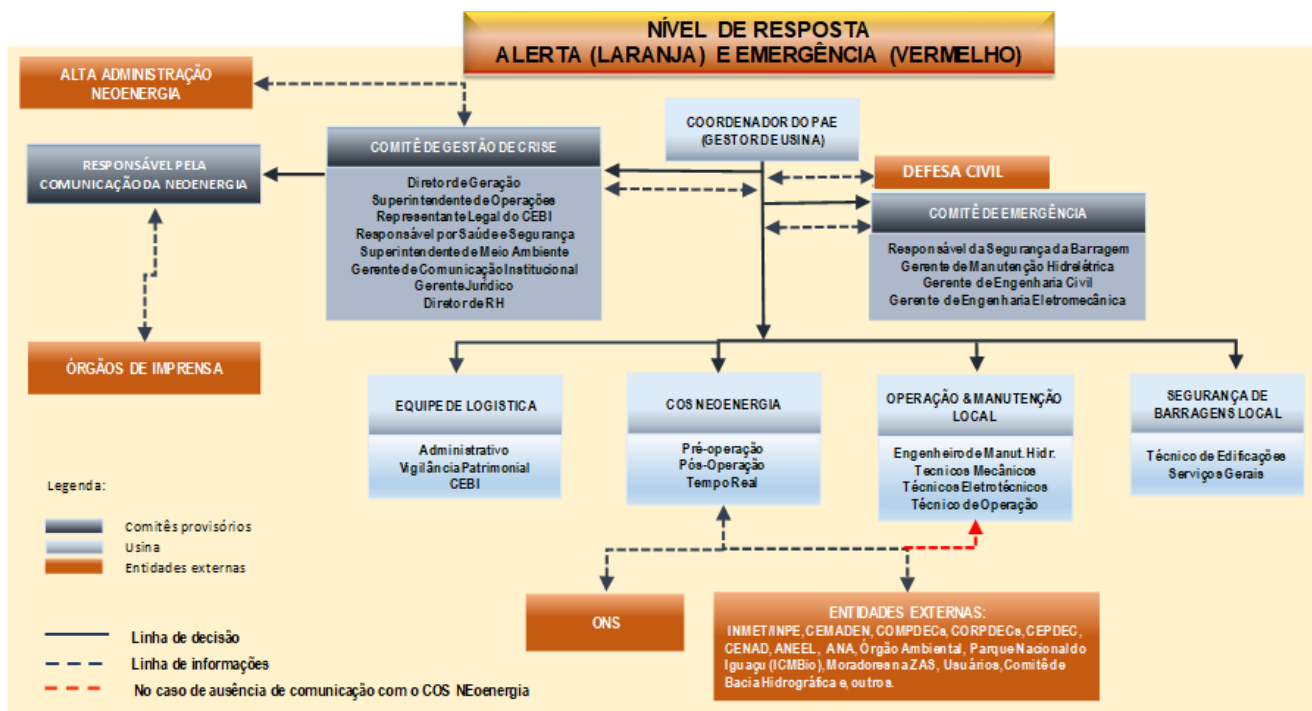 NÍVEL DE RESPOSTA
ALERTA (LARANJA) E EMERGÊNCIA (VERMELHO)
ALTA ADMINISTRAÇÃO
NEOENERGIA
COORDENADOR DO PAE
(GESTOR DE USINA)
COMITÊ DE GESTÃO DE CRISE
Diretor de Geração
Superintendente de Operações
Representante Legal do CEBI
Responsável por Saúde e Segurança
Superintendente de Meio Ambiente
Gerente de Comunicação Institucional
Gerente Jurídico
Diretor de RH
RESPONSÁVEL PELA
COMUNICAÇÃO DA NEOENERGIA
DEFESA CIVIL
COMITÊ DE EMERGÊNCIA
Responsável da Segurança da Barragem
Gerente de Manutenção Hidrelétrica
Gerente de Engenharia Civil
Gerente de Engenharia Eletromecânica
ÓRGÃOS DE IMPRENSA
EQUIPE DE LOGISTICA
Administrativo
Vigilância Patrimonial
CEBI
COS NEOENERGIA
Pré-operação
Pós-Operação
Tempo Real
OPERAÇÃO & MANUTENÇÃO
LOCAL
Engenheiro de Manut. Hidr.
Tecnicos Mecânicos
Técnicos Eletrotécnicos
Técnico de Operação
SEGURANÇA DE
BARRAGENS LOCAL
Técnico de Edificações
Serviços Gerais
Legenda:
Comitês provisórios
Usina
Entidades externas
Linha de decisão
Linha de informações
No caso de ausência de comunicação com o COS NEoenergia
ONS
ENTIDADES EXTERNAS:
INMET/INPE, CEMADEN, COMPDECs, CORPDECs, CEPDEC,
CENAD, ANEEL, ANA, Órgão Ambiental, Parque Nacional do
Iguaçu (ICMBio), Moradores na ZAS, Usuários, Comitê de
Bacia Hidrográfica e, outros.